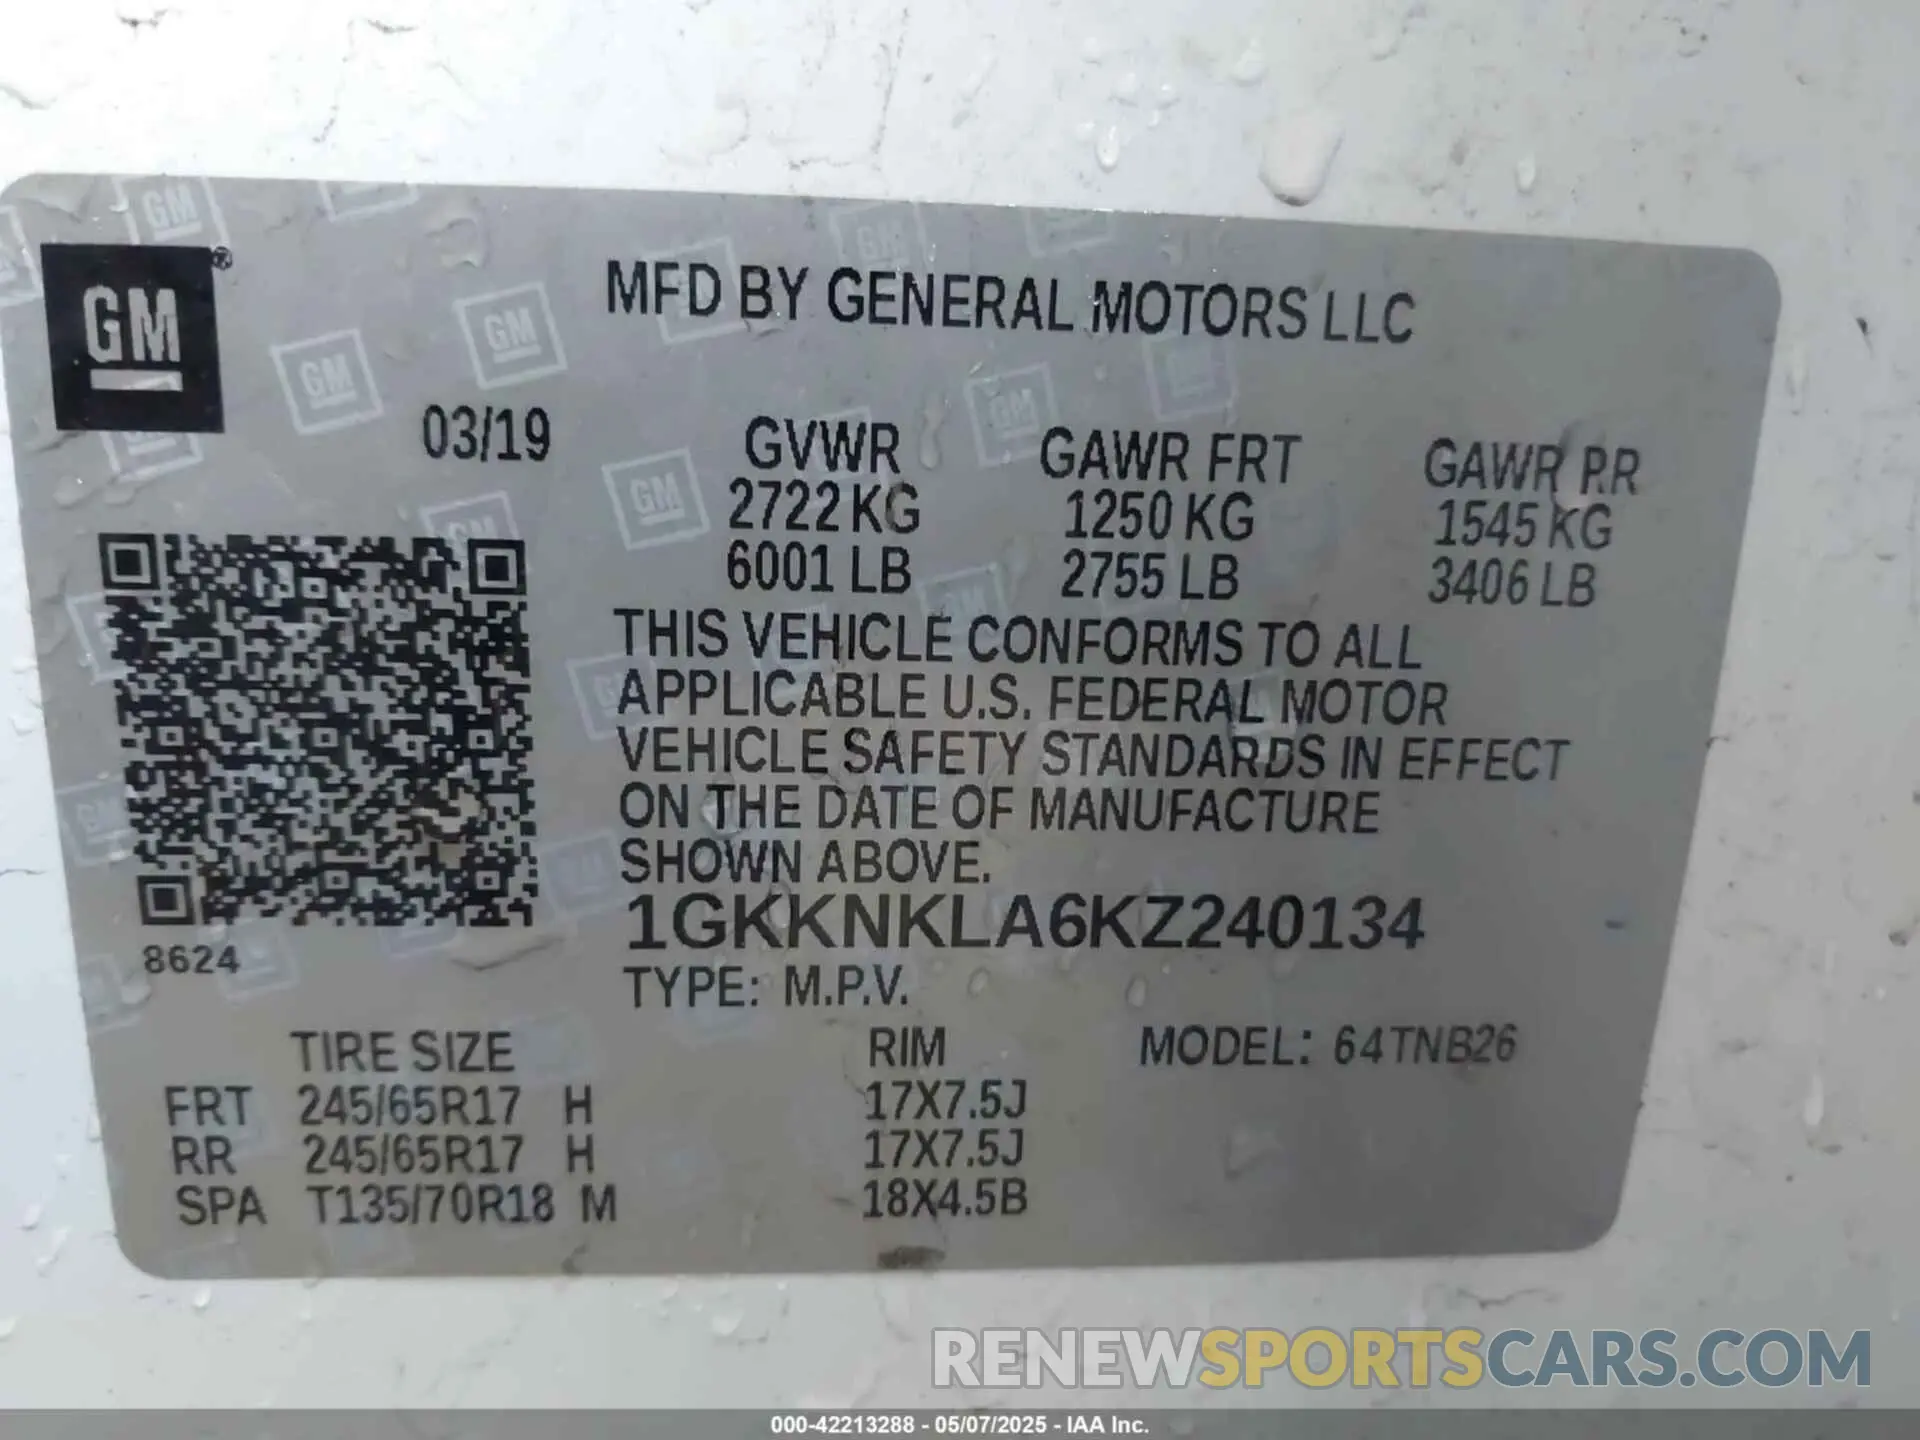 GM®
MFD BY GENERAL MOTORS LLC
03/19
GVWR GAWR FRT GAWR RR
2722 KG 1250 KG 1545 KG
6001 LB 2755 LB 3406 LB
THIS VEHICLE CONFORMS TO ALL
APPLICABLE U.S. FEDERAL MOTOR
VEHICLE SAFETY STANDARDS IN EFFECT
ON THE DATE OF MANUFACTURE
SHOWN ABOVE.
1GKKNKLA6KZ240134
8624
TYPE: M.P.V.
TIRE SIZE RIM MODEL: 64TNB26
FRT 245/65R17 H 17X7.5J
RR 245/65R17 H 17X7.5J
SPA T135/70R18 M 18X4.5B
RENEWSPORTSCARS.COM
000-42213288 - 05/07/2025 - IAA Inc.